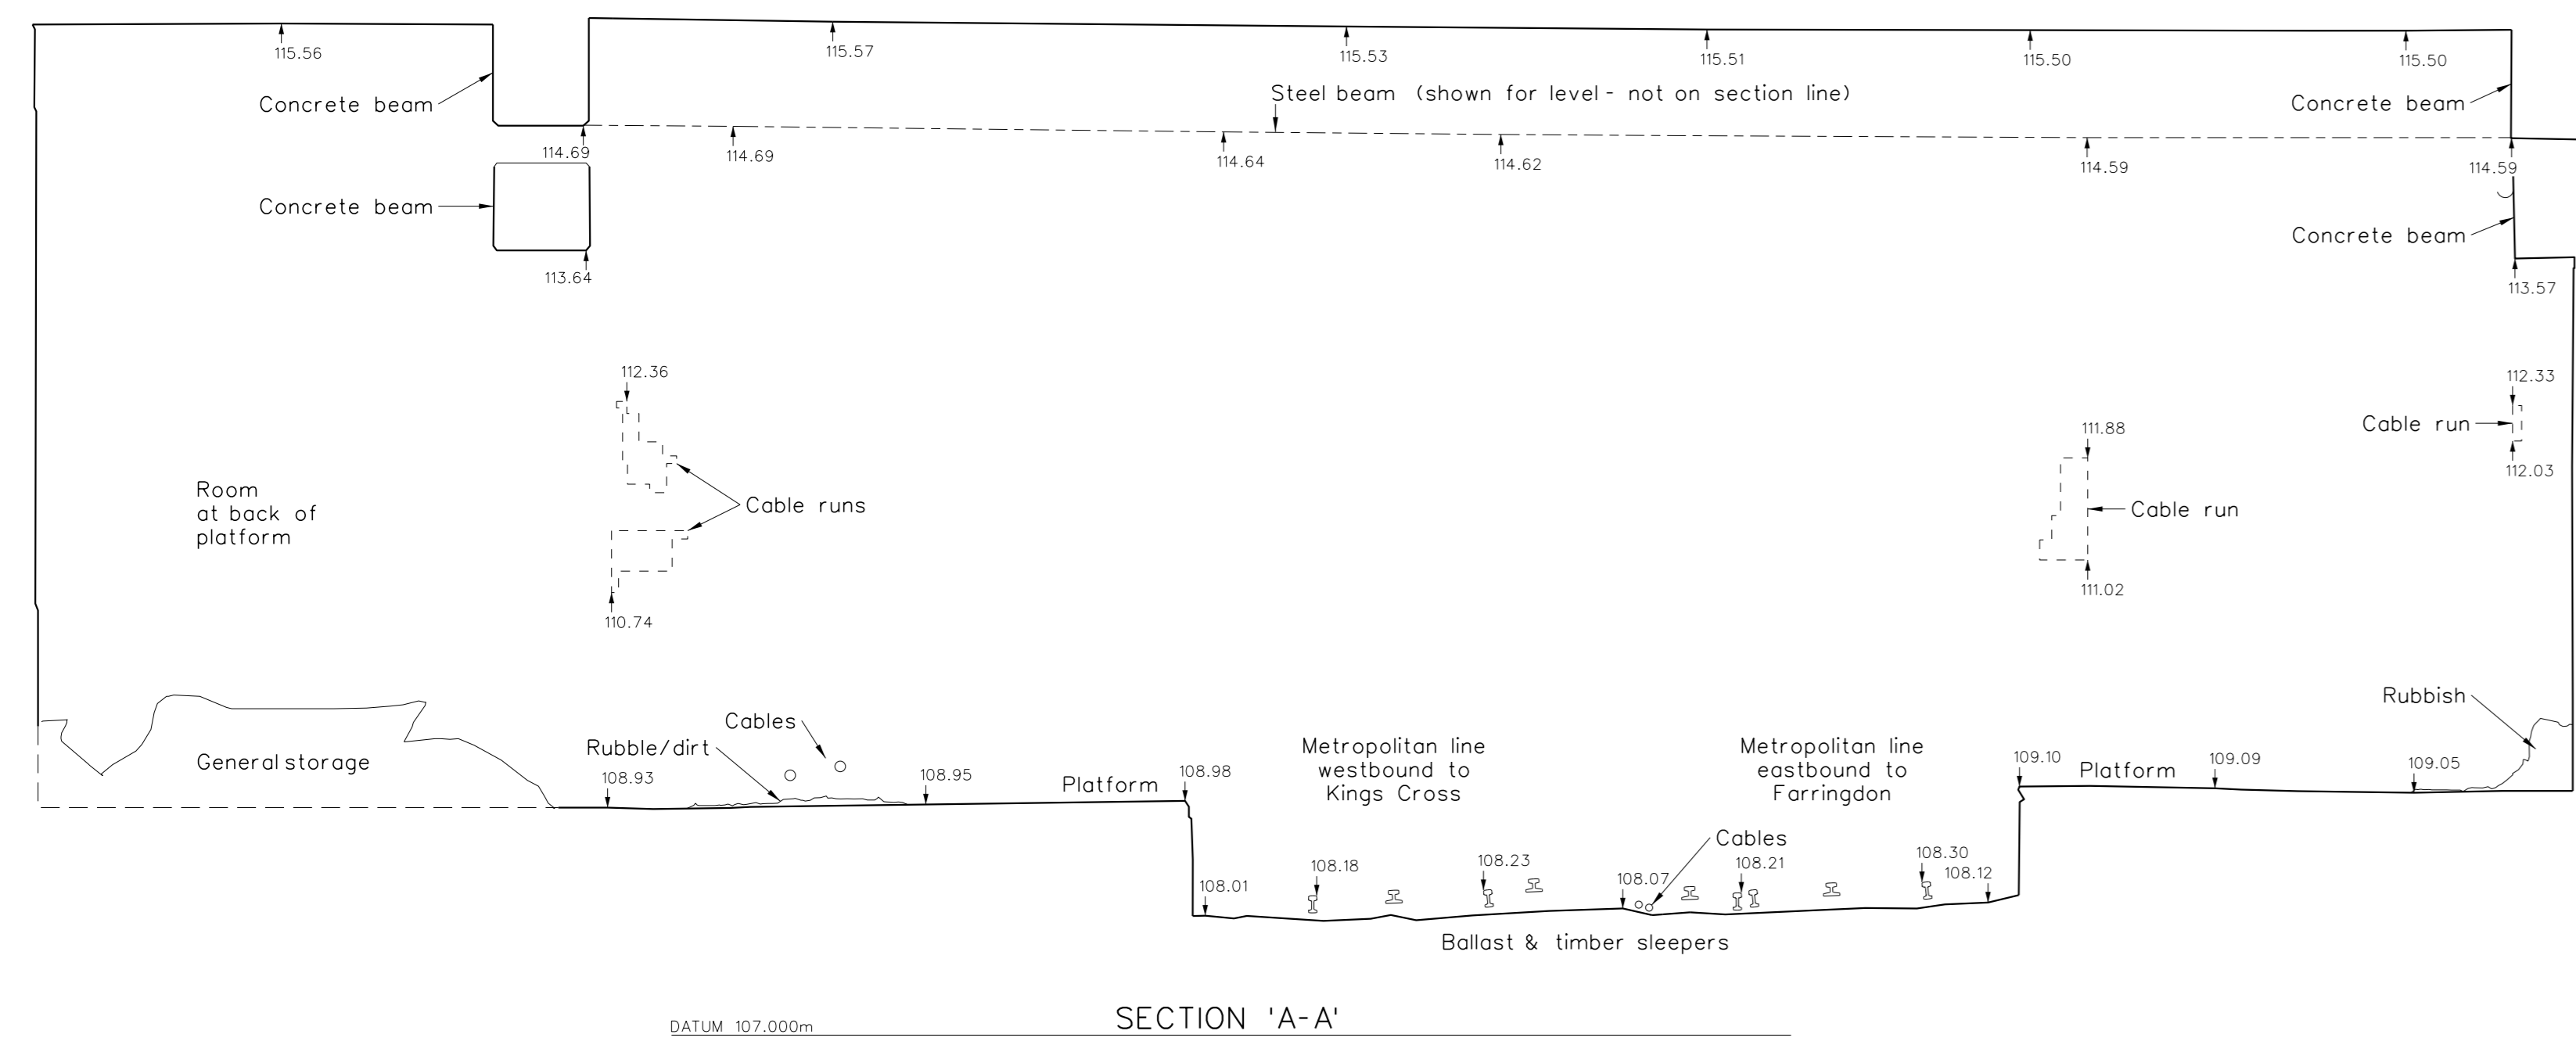 115.56
115.57
115.53
115.51
115.50
115.50
Steel beam (shown for level - not on section line)
Concrete beam
Concrete beam
114.69
114.69
114.64
114.62
114.59
114.59
Concrete beam
Concrete beam
113.64
113.57
112.36
112.33
Cable run
111.88
112.03
Room
at back of
platform
Cable runs
Cable run
111.02
110.74
Rubbish
Cables
Rubble/dirt
General storage
108.93
108.95
Platform
108.98
Metropolitan line
westbound to
Kings Cross
Metropolitan line
eastbound to
Farringdon
109.10
Platform
109.09
109.05
Cables
108.01
108.18
108.23
108.07
108.21
108.30
108.12
Ballast & timber sleepers
SECTION 'A-A'
DATUM 107.000m